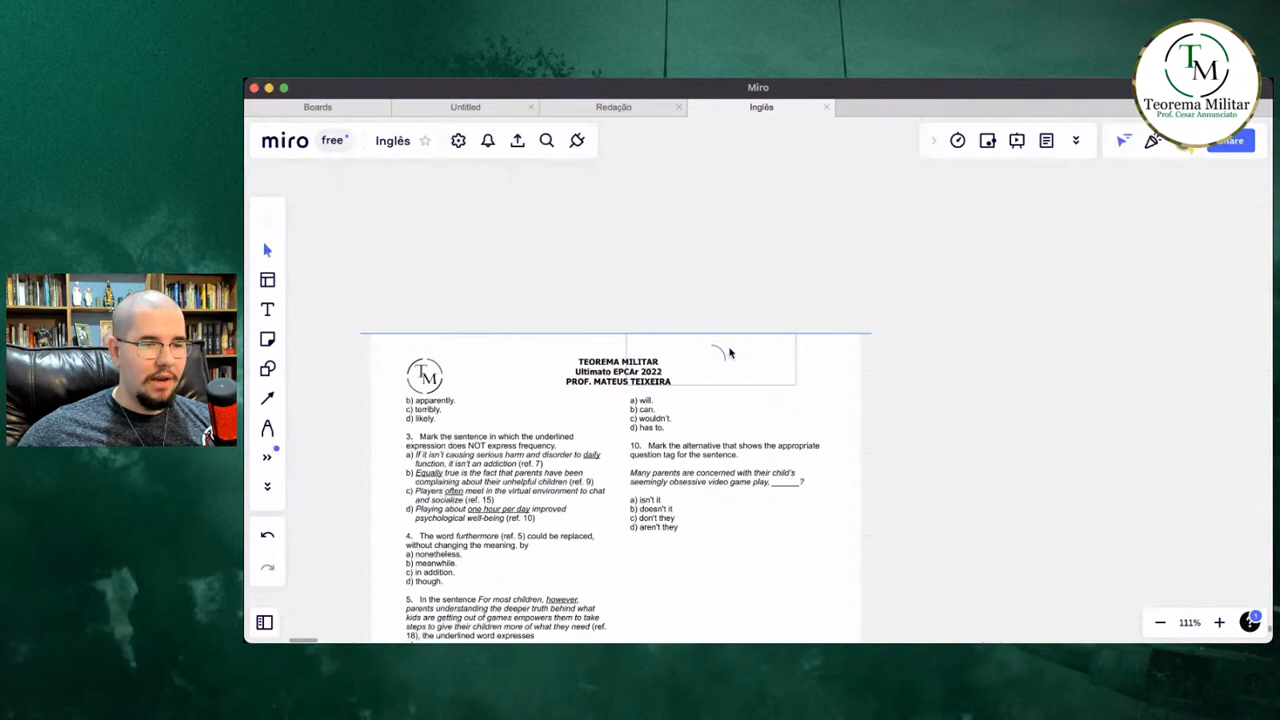 TM
Teorema Militar
Prof. Cesar Annunciato
Miro
Boards
Untitled
Redação
Inglês
miro
free
Inglês
Share
TM
TEOREMA MILITAR
Ultimato EPCAr 2022
PROF. MATEUS TEIXEIRA
b) apparently.
c) terribly.
d) likely.
3. Mark the sentence in which the underlined
expression does NOT express frequency.
a) If it isn't causing serious harm and disorder to daily
function, it isn't an addiction (ref. 7)
b) Equally true is the fact that parents have been
complaining about their unhelpful children (ref. 9)
c) Players often meet in the virtual environment to chat
and socialize (ref. 15)
d) Playing about one hour per day improved
psychological well-being (ref. 10)
4. The word furthermore (ref. 5) could be replaced,
without changing the meaning, by
a) nonetheless.
b) meanwhile.
c) in addition.
d) though.
5. In the sentence For most children, however,
parents understanding the deeper truth behind what
kids are getting out of games empowers them to take
steps to give their children more of what they need (ref.
18), the underlined word expresses
a) will.
b) can.
c) wouldn't.
d) has to.
10. Mark the alternative that shows the appropriate
question tag for the sentence.
Many parents are concerned with their child's
seemingly obsessive video game play, ______?
a) isn't it
b) doesn't it
c) don't they
d) aren't they
111%